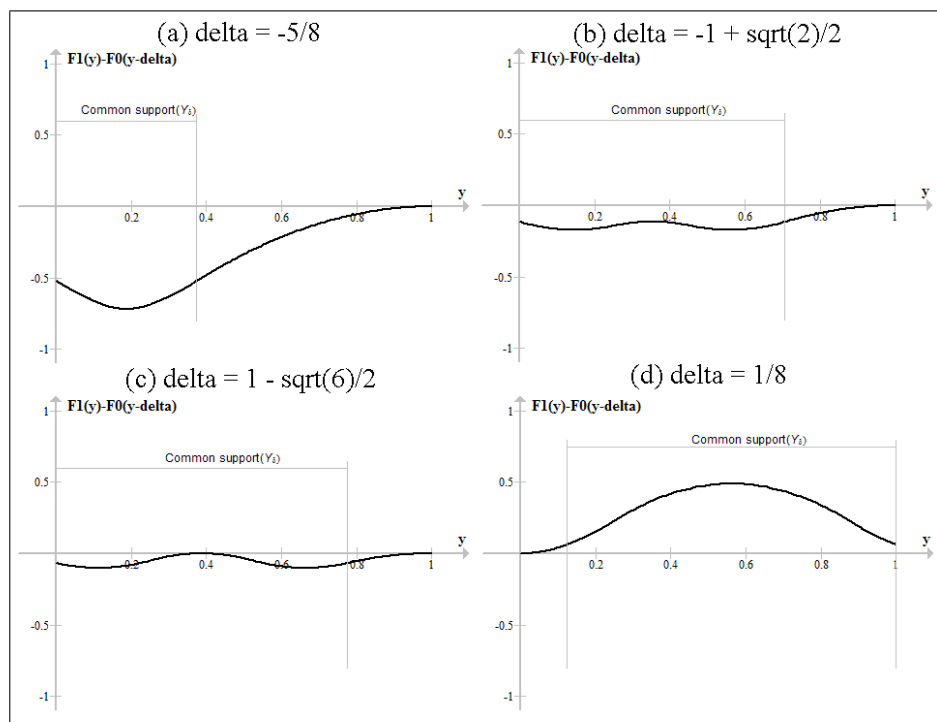 (a) delta = -5/8
F1(y)-F0(y-delta)
1
Common support(Yδ)
0.5
y
0.2 0.4 0.6 0.8 1
-0.5
-1
(b) delta = -1 + sqrt(2)/2
F1(y)-F0(y-delta)
1
Common support(Yδ)
0.5
y
0.2 0.4 0.6 0.8 1
-0.5
-1
(c) delta = 1 - sqrt(6)/2
F1(y)-F0(y-delta)
1
Common support(Yδ)
0.5
y
0.2 0.4 0.6 0.8 1
-0.5
-1
(d) delta = 1/8
F1(y)-F0(y-delta)
1
Common support(Yδ)
0.5
y
0.2 0.4 0.6 0.8 1
-0.5
-1